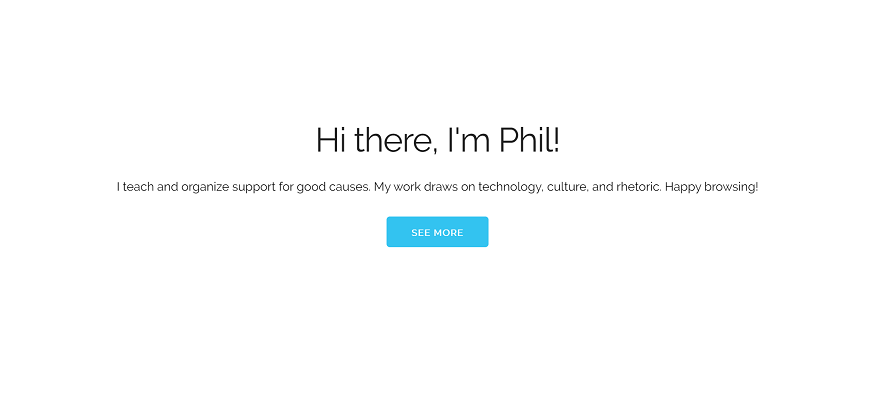 Hi there, I'm Phil!
I teach and organize support for good causes. My work draws on technology, culture, and rhetoric. Happy browsing!
SEE MORE